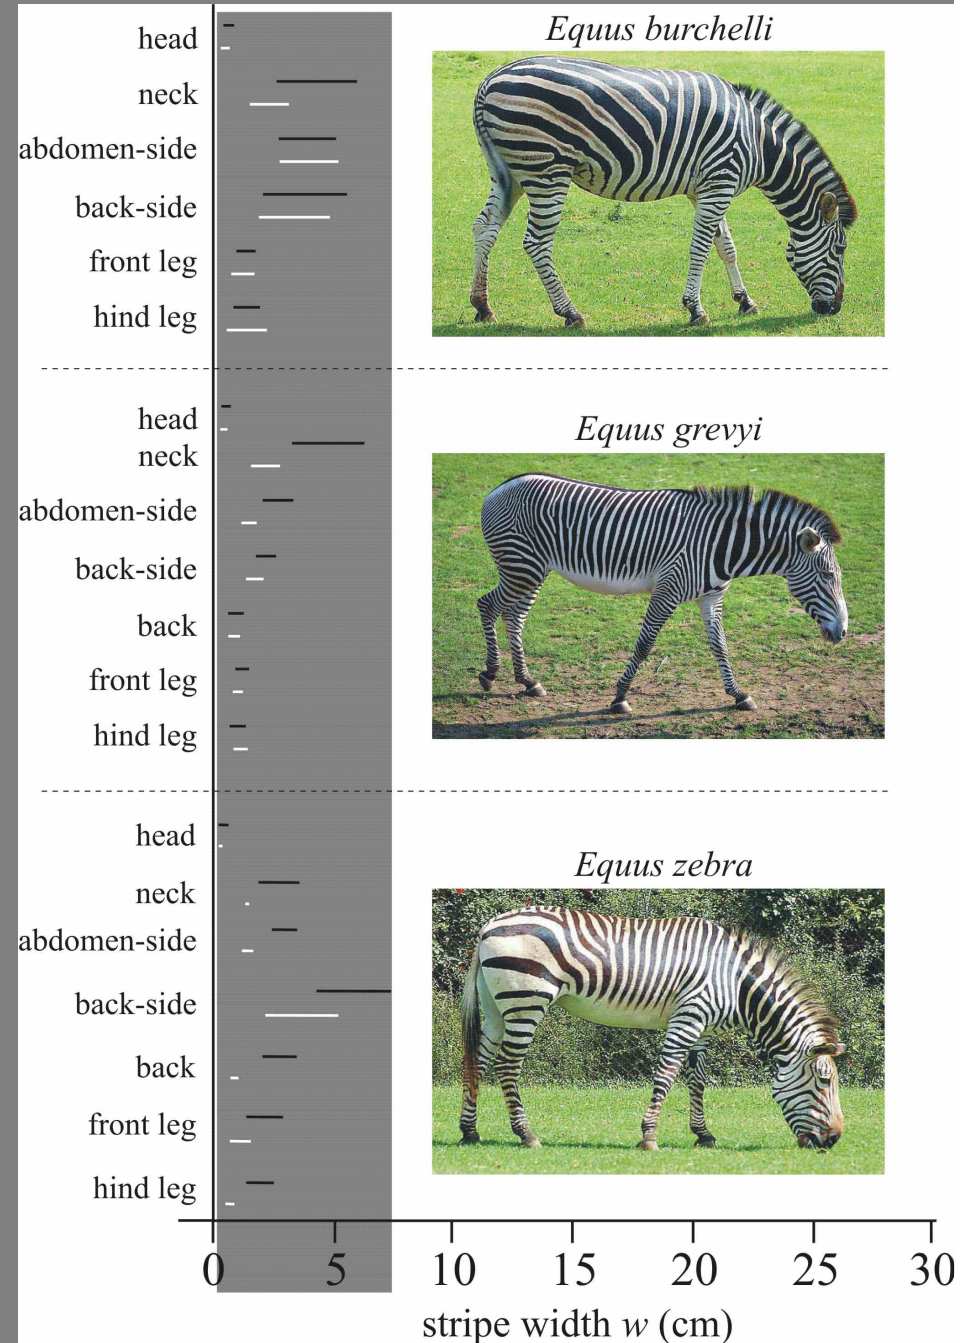 Equus burchelli
head
neck
abdomen-side
back-side
front leg
hind leg
Equus grevyi
head
neck
abdomen-side
back-side
back
front leg
hind leg
Equus zebra
head
neck
abdomen-side
back-side
back
front leg
hind leg
0 5 10 15 20 25 30
stripe width w (cm)